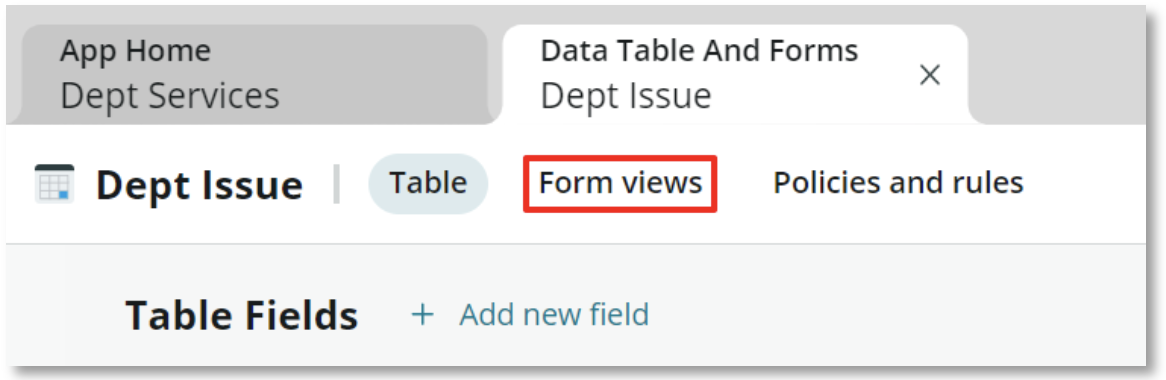 App Home
Dept Services
Data Table And Forms
Dept Issue
Dept Issue | Table Form views Policies and rules
Table Fields + Add new field